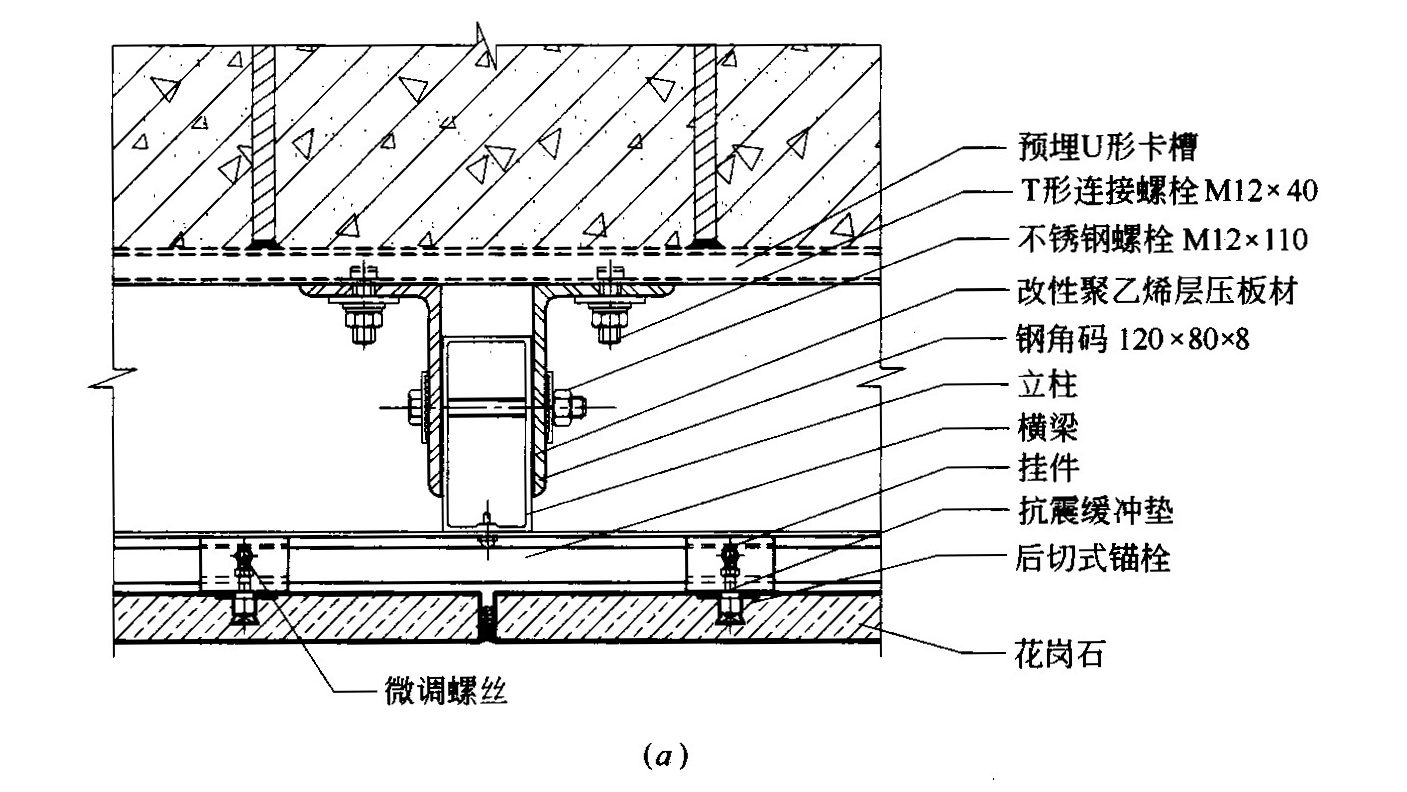 预埋U形卡槽
T形连接螺栓 M12×40
不锈钢螺栓 M12×110
改性聚乙烯层压板材
钢角码 120×80×8
立柱
横梁
挂件
抗震缓冲垫
后切式锚栓
花岗石
微调螺丝
(a)